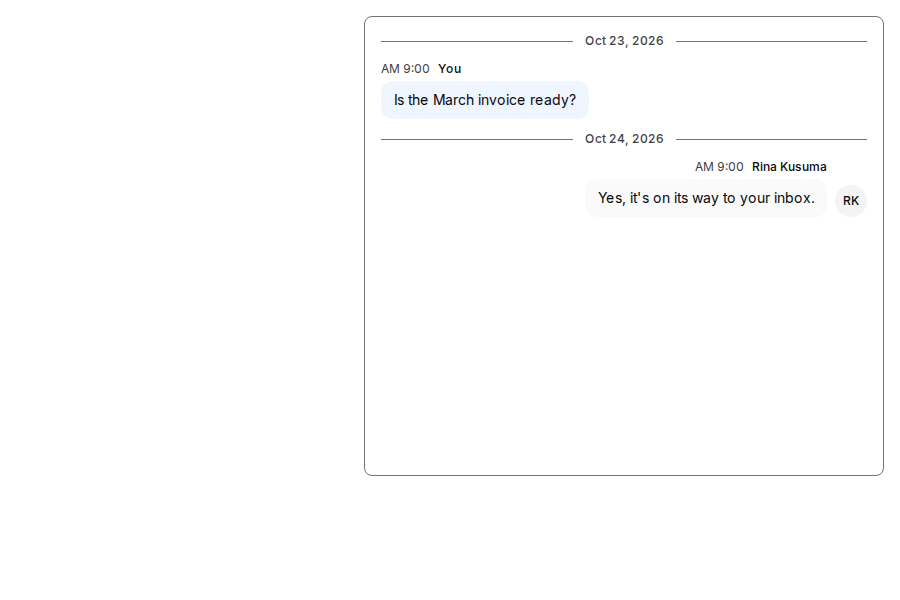 Oct 23, 2026
AM 9:00 You
Is the March invoice ready?
Oct 24, 2026
AM 9:00 Rina Kusuma
Yes, it's on its way to your inbox.
RK